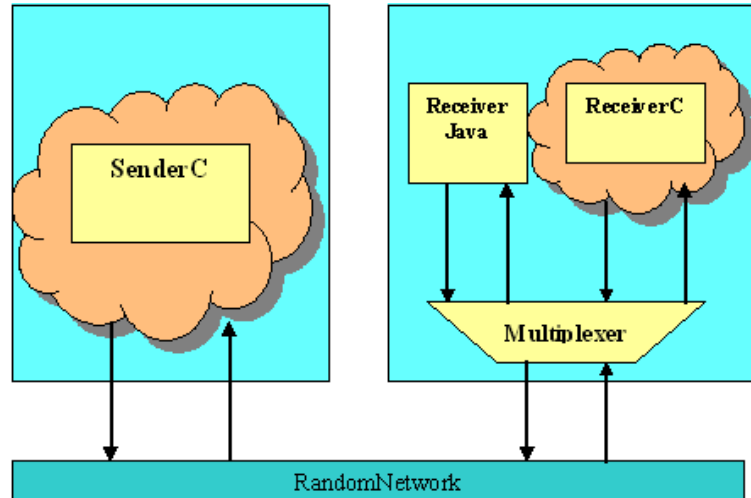 SenderC
Receiver
Java
ReceiverC
Multiplexer
RandomNetwork